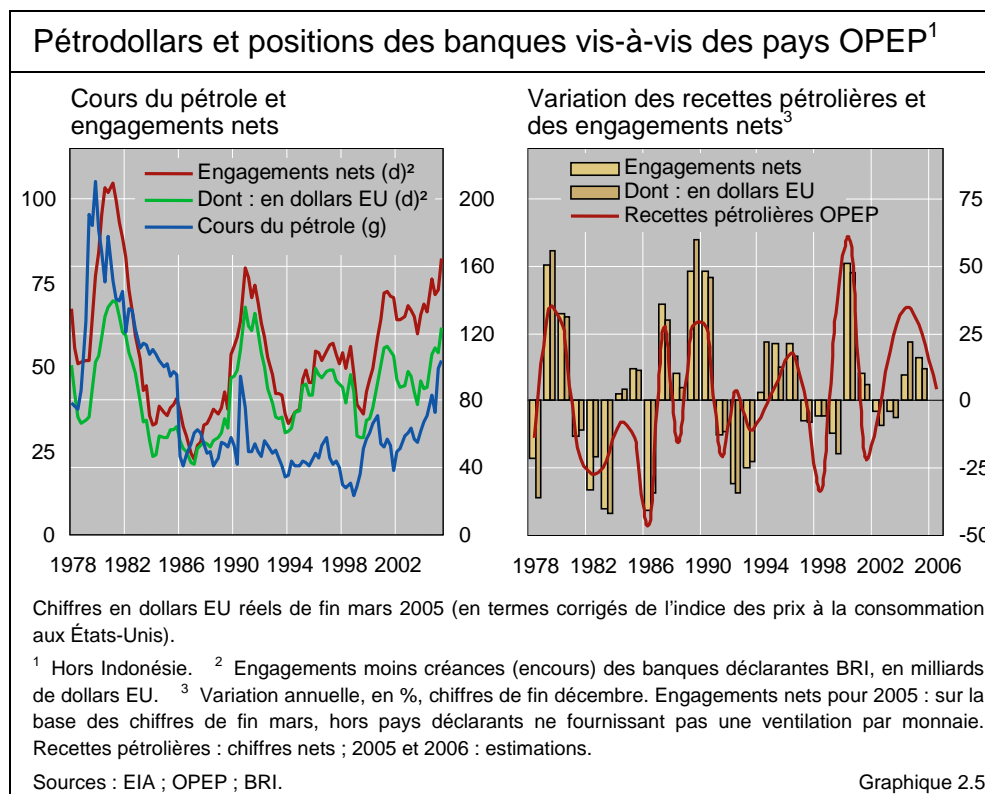 Pétrodollars et positions des banques vis-à-vis des pays OPEP1
Cours du pétrole et
engagements nets
Engagements nets (d)²
Dont : en dollars EU (d)²
Cours du pétrole (g)
100
75
50
25
0
200
160
120
80
40
0
1978 1982 1986 1990 1994 1998 2002
Variation des recettes pétrolières et
des engagements nets3
Engagements nets
Dont : en dollars EU
Recettes pétrolières OPEP
75
50
25
0
-25
-50
1978 1982 1986 1990 1994 1998 2002 2006
Chiffres en dollars EU réels de fin mars 2005 (en termes corrigés de l’indice des prix à la consommation
aux États-Unis).
1 Hors Indonésie. 2 Engagements moins créances (encours) des banques déclarantes BRI, en milliards
de dollars EU. 3 Variation annuelle, en %, chiffres de fin décembre. Engagements nets pour 2005 : sur la
base des chiffres de fin mars, hors pays déclarants ne fournissant pas une ventilation par monnaie.
Recettes pétrolières : chiffres nets ; 2005 et 2006 : estimations.
Sources : EIA ; OPEP ; BRI.
Graphique 2.5